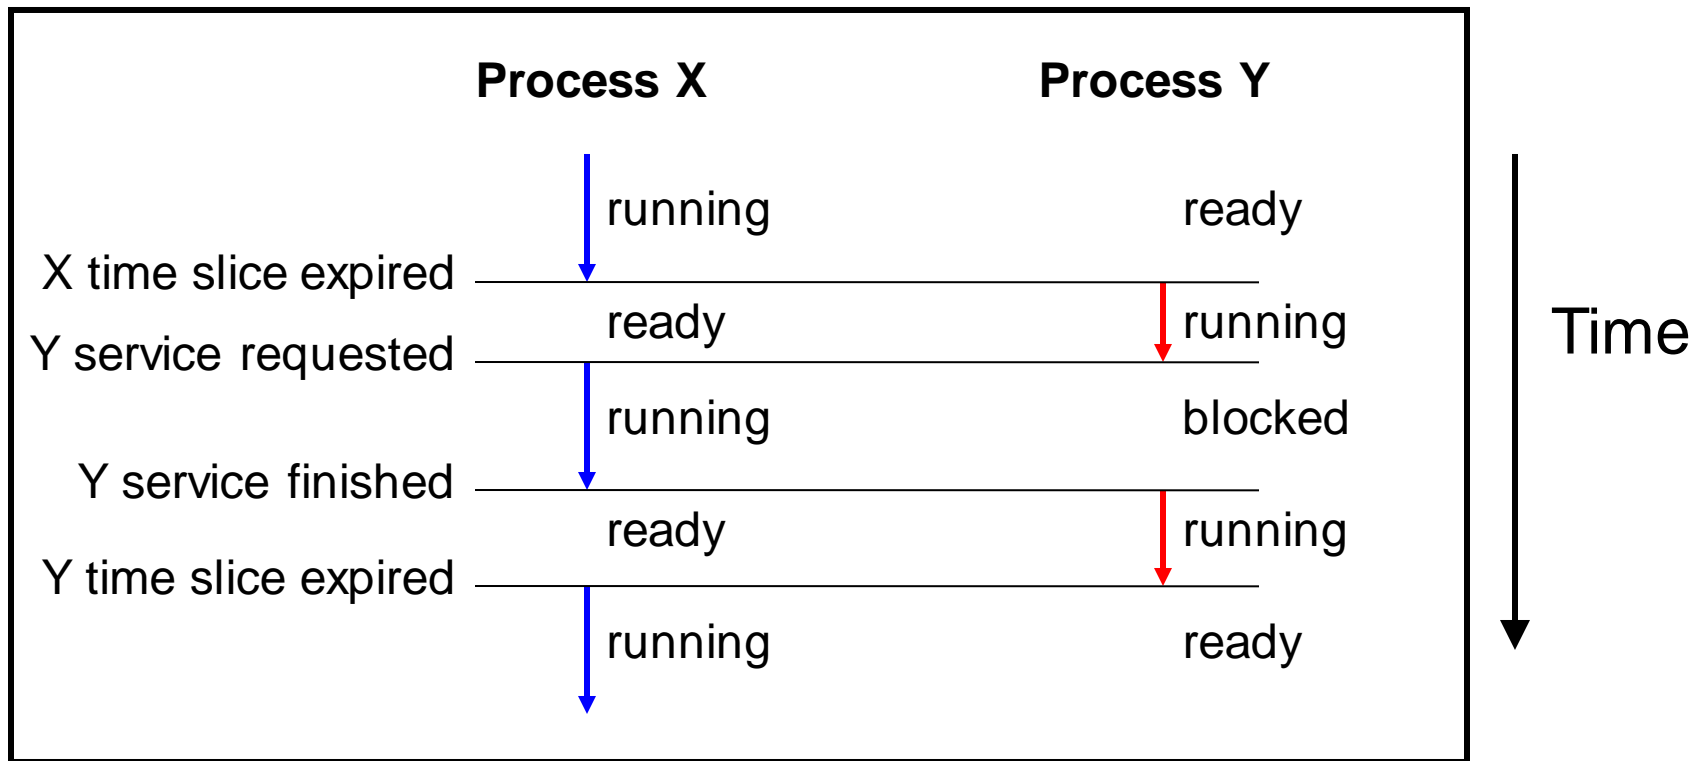 Process X Process Y
running ready
X time slice expired
ready running
Time
Y service requested
running blocked
Y service finished
ready running
Y time slice expired
running ready